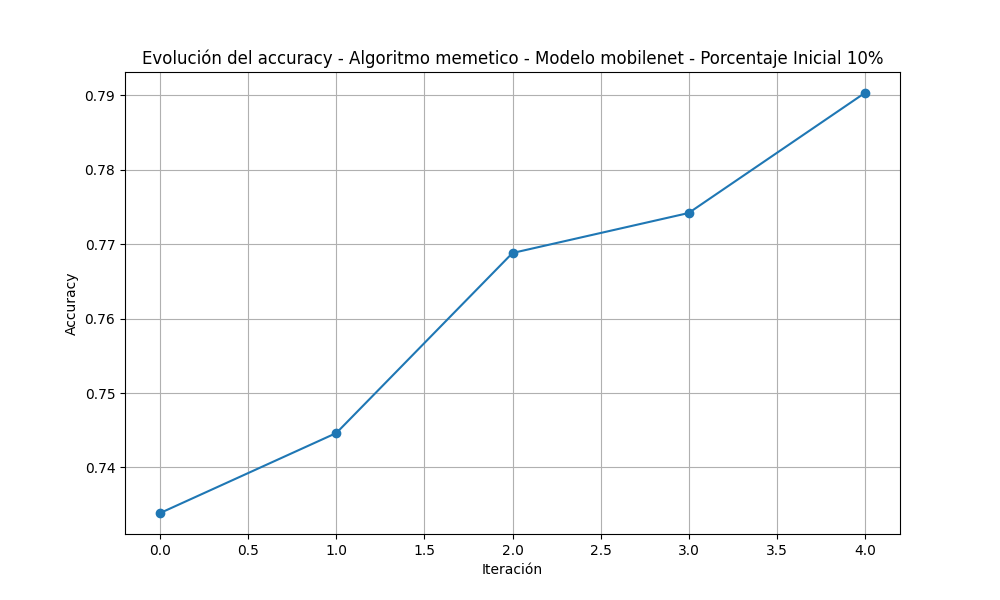 Evolución del accuracy - Algoritmo memetico - Modelo mobilenet - Porcentaje Inicial 10%
0.79
0.78
0.77
0.76
0.75
0.74
Accuracy
0.0 0.5 1.0 1.5 2.0 2.5 3.0 3.5 4.0
Iteración